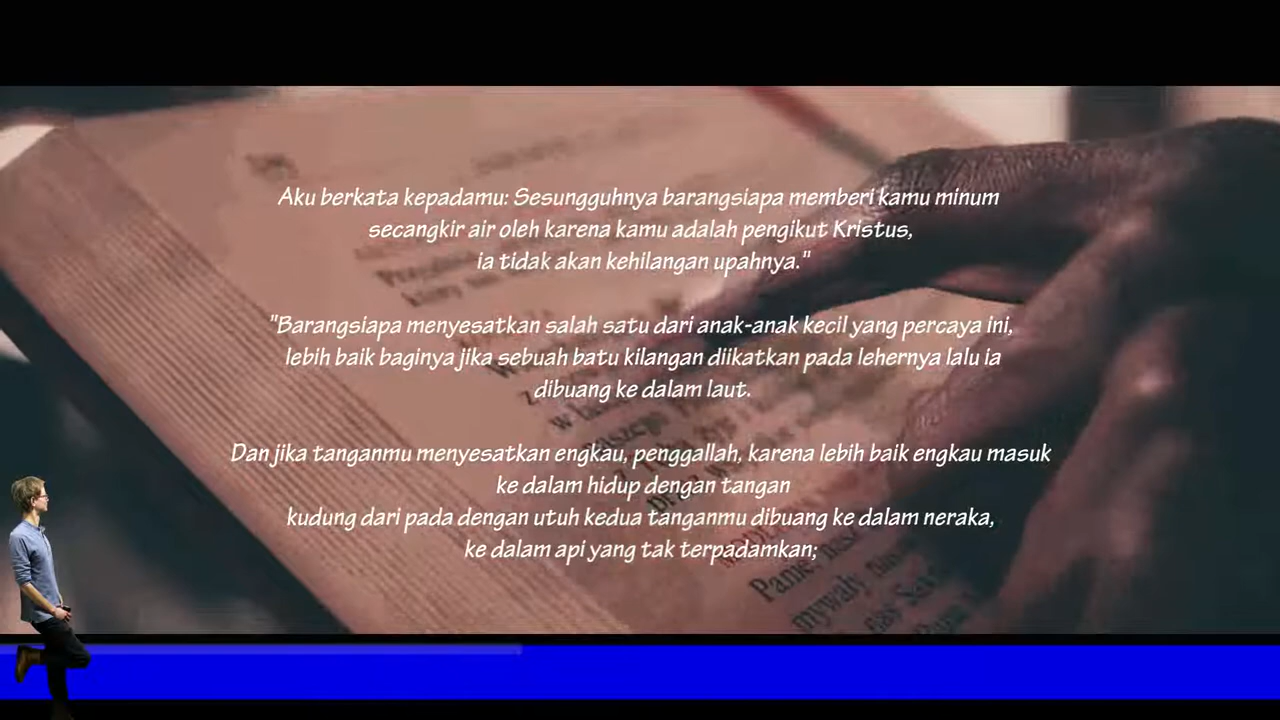 Aku berkata kepadamu: Sesungguhnya barangsiapa memberi kamu minum
secangkir air oleh karena kamu adalah pengikut Kristus,
ia tidak akan kehilangan upahnya."
"Barangsiapa menyesatkan salah satu dari anak-anak kecil yang percaya ini,
lebih baik baginya jika sebuah batu kilangan diikatkan pada lehernya lalu ia
dibuang ke dalam laut.
Dan jika tanganmu menyesatkan engkau, penggallah, karena lebih baik engkau masuk
ke dalam hidup dengan tangan
kudung dari pada dengan utuh kedua tanganmu dibuang ke dalam neraka,
ke dalam api yang tak terpadamkan;
Panie
mywały